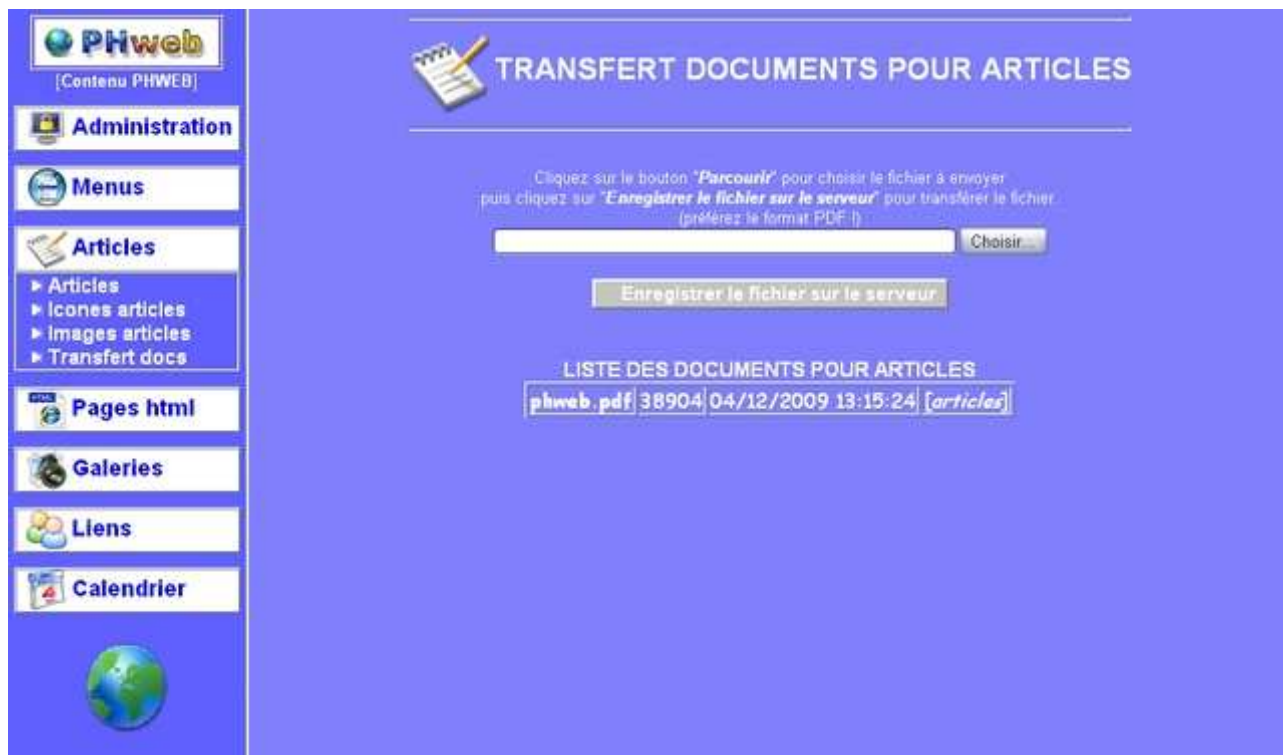 PHweb
[Contenu PHWEB]
Administration
Menus
Articles
Articles
Icones articles
Images articles
Transfert docs
Pages html
Galeries
Liens
Calendrier
TRANSFERT DOCUMENTS POUR ARTICLES
Cliquez sur le bouton "Parcourir" pour choisir le fichier à envoyer
puis cliquez sur "Enregistrer le fichier sur le serveur" pour transférer le fichier.
(préférez le format PDF !)
Choisir...
Enregistrer le fichier sur le serveur
LISTE DES DOCUMENTS POUR ARTICLES
phweb.pdf 38904 04/12/2009 13:15:24 [articles]